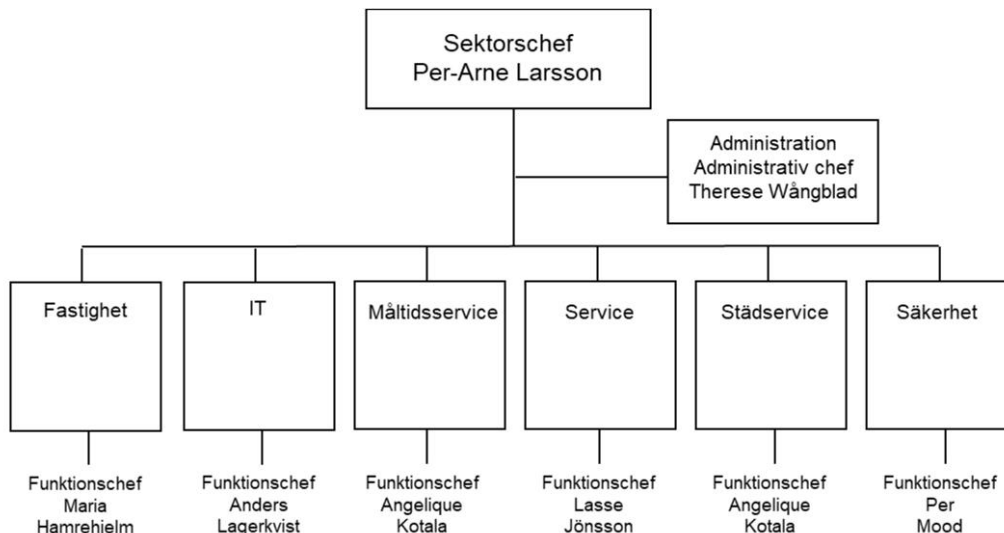 Sektorschef
Per-Arne Larsson
Administration
Administrativ chef
Therese Wångblad
Fastighet
IT
Måltidsservice
Service
Städservice
Säkerhet
Funktionschef
Maria
Hamrehjelm
Funktionschef
Anders
Lagerkvist
Funktionschef
Angelique
Kotala
Funktionschef
Lasse
Jönsson
Funktionschef
Angelique
Kotala
Funktionschef
Per
Mood